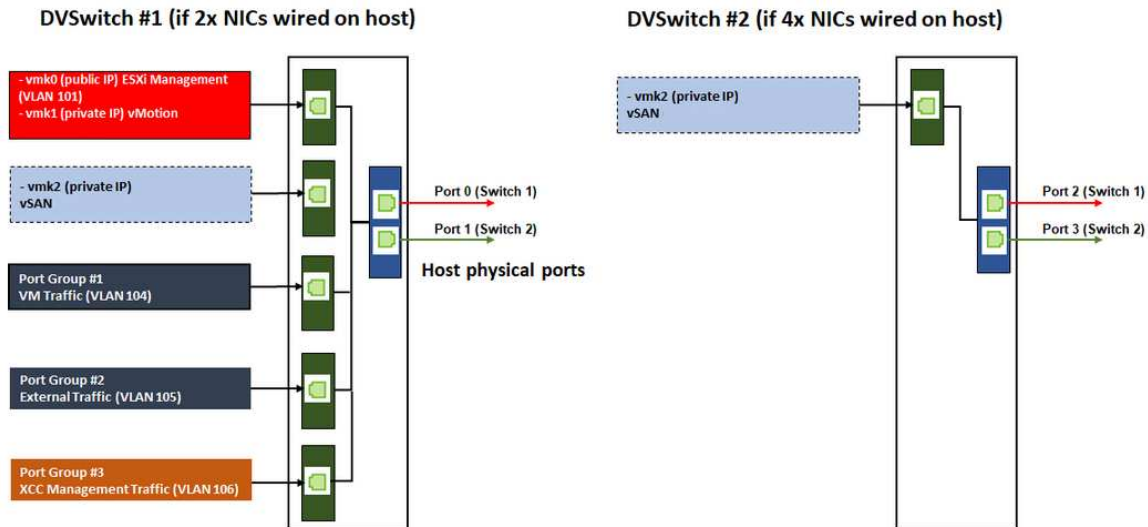 DVSwitch #1 (if 2x NICs wired on host)
- vmk0 (public IP) ESXi Management
(VLAN 101)
- vmk1 (private IP) vMotion
- vmk2 (private IP)
vSAN
Port Group #1
VM Traffic (VLAN 104)
Port Group #2
External Traffic (VLAN 105)
Port Group #3
XCC Management Traffic (VLAN 106)
Port 0 (Switch 1)
Port 1 (Switch 2)
Host physical ports
DVSwitch #2 (if 4x NICs wired on host)
- vmk2 (private IP)
vSAN
Port 2 (Switch 1)
Port 3 (Switch 2)